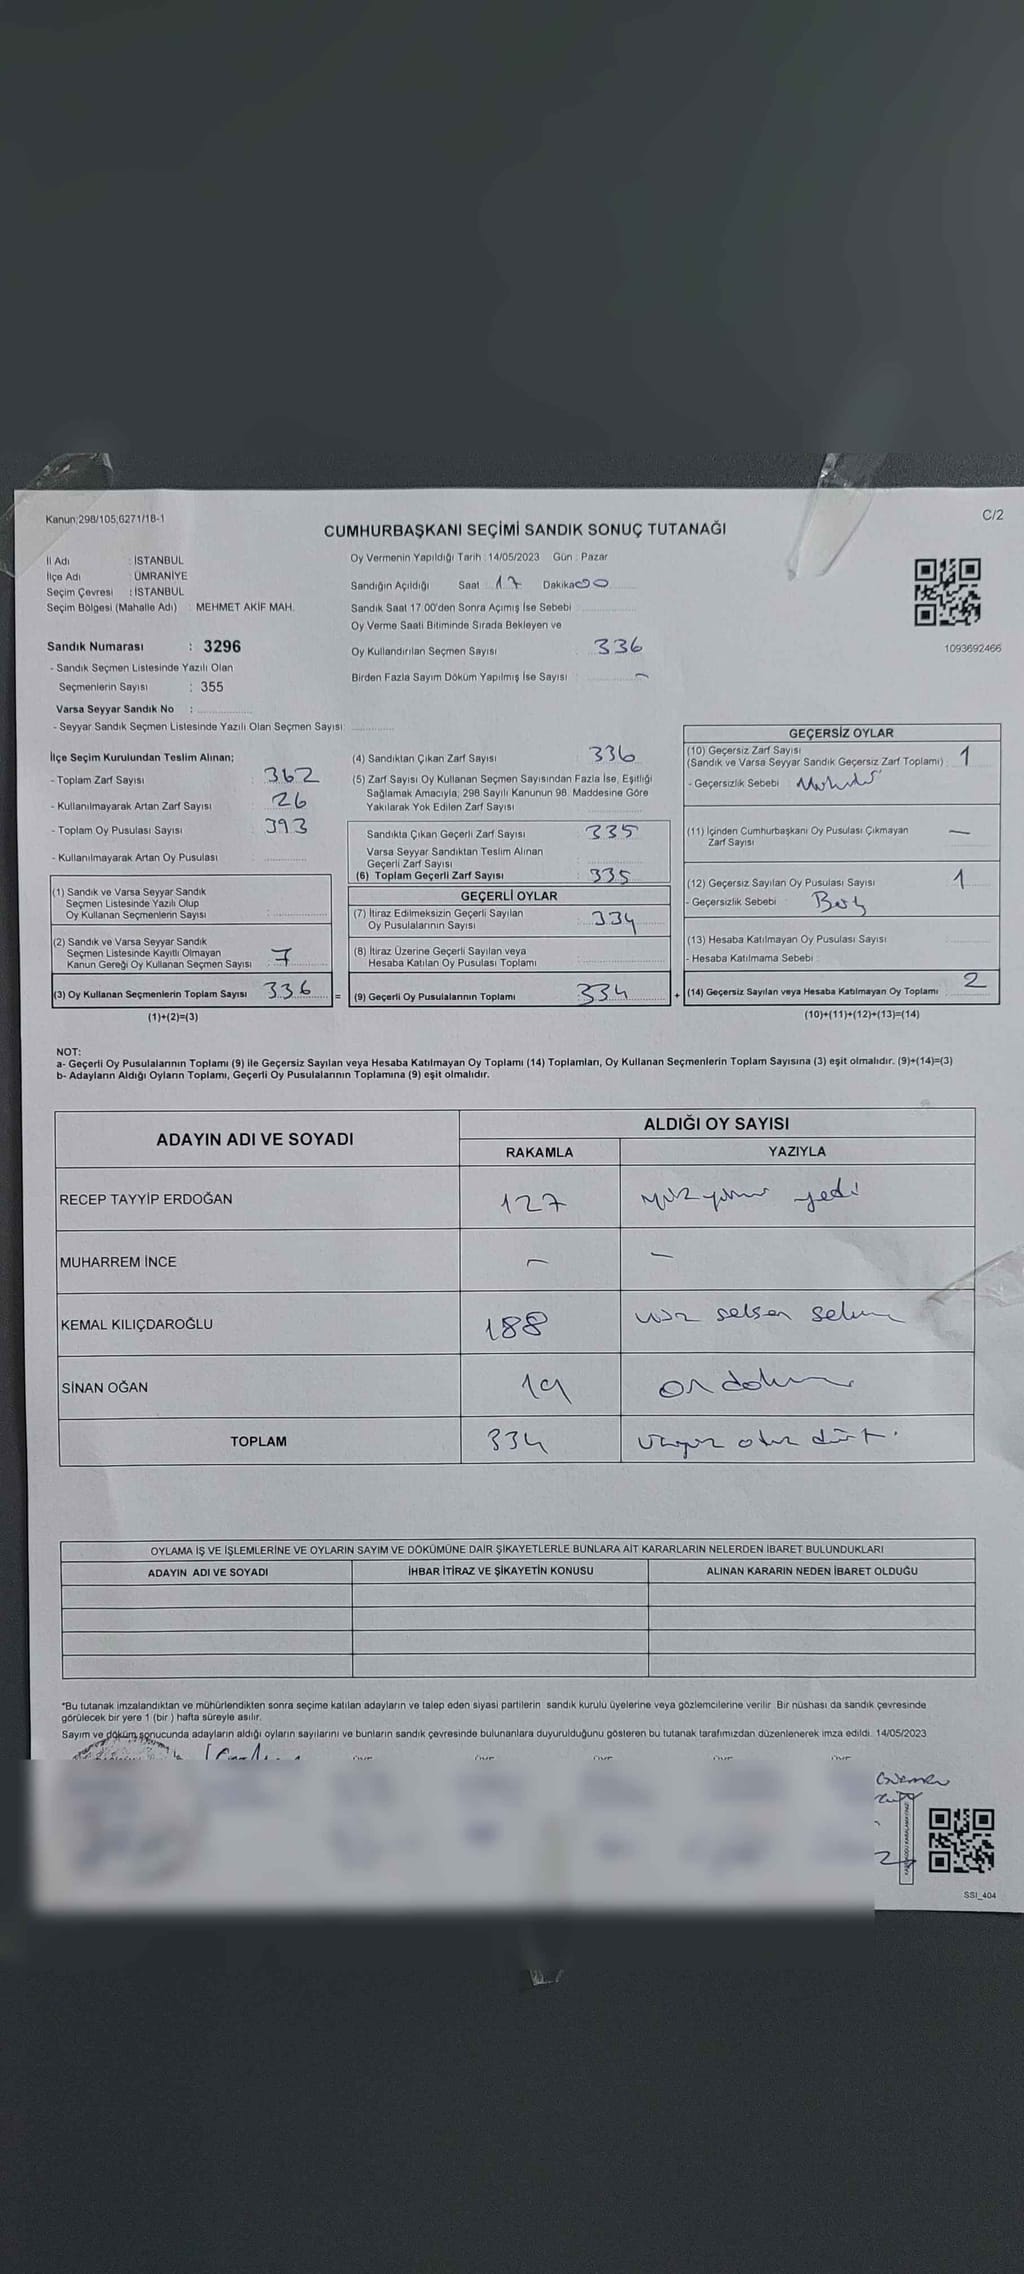 Kanun;298/105,6271/18-1
C/2
CUMHURBAŞKANI SEÇİMİ SANDIK SONUÇ TUTANAĞI
İl Adı : İSTANBUL
İlçe Adı : ÜMRANİYE
Seçim Çevresi : İSTANBUL
Seçim Bölgesi (Mahalle Adı) : MEHMET AKİF MAH.
Oy Vermenin Yapıldığı Tarih : 14/05/2023 Gün : Pazar
Sandığın Açıldığı Saat : 17 Dakika 00
Sandık Saat 17.00'den Sonra Açımış İse Sebebi
Oy Verme Saati Bitiminde Sırada Bekleyen ve
Oy Kullandırılan Seçmen Sayısı : 336
Birden Fazla Sayım Döküm Yapılmış İse Sayısı : -
1093692466
Sandık Numarası : 3296
- Sandık Seçmen Listesinde Yazılı Olan
Seçmenlerin Sayısı : 355
Varsa Seyyar Sandık No :
- Seyyar Sandık Seçmen Listesinde Yazılı Olan Seçmen Sayısı:
İlçe Seçim Kurulundan Teslim Alınan;
- Toplam Zarf Sayısı : 362
- Kullanılmayarak Artan Zarf Sayısı : 26
- Toplam Oy Pusulası Sayısı : 393
- Kullanılmayarak Artan Oy Pusulası :
(1) Sandık ve Varsa Seyyar Sandık
Seçmen Listesinde Yazılı Olup
Oy Kullanan Seçmenlerin Sayısı :
(2) Sandık ve Varsa Seyyar Sandık
Seçmen Listesinde Kayıtlı Olmayan
Kanun Gereği Oy Kullanan Seçmen Sayısı : 7
(3) Oy Kullanan Seçmenlerin Toplam Sayısı 336
(1)+(2)=(3)
=
(4) Sandıktan Çıkan Zarf Sayısı : 336
(5) Zarf Sayısı Oy Kullanan Seçmen Sayısından Fazla İse, Eşitliği
Sağlamak Amacıyla; 298 Sayılı Kanunun 98. Maddesine Göre
Yakılarak Yok Edilen Zarf Sayısı
Sandıkta Çıkan Geçerli Zarf Sayısı : 335
Varsa Seyyar Sandıktan Teslim Alınan
Geçerli Zarf Sayısı
(6) Toplam Geçerli Zarf Sayısı : 335
GEÇERLİ OYLAR
(7) İtiraz Edilmeksizin Geçerli Sayılan
Oy Pusulalarının Sayısı : 334
(8) İtiraz Üzerine Geçerli Sayılan veya
Hesaba Katılan Oy Pusulası Toplamı
(9) Geçerli Oy Pusulalarının Toplamı : 334
+
GEÇERSİZ OYLAR
(10) Geçersiz Zarf Sayısı
(Sandık ve Varsa Seyyar Sandık Geçersiz Zarf Toplamı) : 1
- Geçersizlik Sebebi :
(11) İçinden Cumhurbaşkanı Oy Pusulası Çıkmayan
Zarf Sayısı -
(12) Geçersiz Sayılan Oy Pusulası Sayısı 1
- Geçersizlik Sebebi : Boş
(13) Hesaba Katılmayan Oy Pusulası Sayısı
- Hesaba Katılmama Sebebi :
(14) Geçersiz Sayılan veya Hesaba Katılmayan Oy Toplamı : 2
(10)+(11)+(12)+(13)=(14)
NOT:
a- Geçerli Oy Pusulalarının Toplamı (9) ile Geçersiz Sayılan veya Hesaba Katılmayan Oy Toplamı (14) Toplamları, Oy Kullanan Seçmenlerin Toplam Sayısına (3) eşit olmalıdır. (9)+(14)=(3)
b- Adayların Aldığı Oyların Toplamı, Geçerli Oy Pusulalarının Toplamına (9) eşit olmalıdır.
ADAYIN ADI VE SOYADI
ALDIĞI OY SAYISI
RAKAMLA YAZIYLA
RECEP TAYYİP ERDOĞAN 127 yüz yirmi yedi
MUHARREM İNCE - -
KEMAL KILIÇDAROĞLU 188 yüz seksen sekiz
SİNAN OĞAN 19 on dokuz
TOPLAM 334 üçyüz otuz dört.
OYLAMA İŞ VE İŞLEMLERİNE VE OYLARIN SAYIM VE DÖKÜMÜNE DAİR ŞİKAYETLERLE BUNLARA AİT KARARLARIN NELERDEN İBARET BULUNDUKLARI
ADAYIN ADI VE SOYADI İHBAR İTİRAZ VE ŞİKAYETİN KONUSU ALINAN KARARIN NEDEN İBARET OLDUĞU
*Bu tutanak imzalandıktan ve mühürlendikten sonra seçime katılan adayların ve talep eden siyasi partilerin sandık kurulu üyelerine veya gözlemcilerine verilir. Bir nüshası da sandık çevresinde
görülecek bir yere 1 (bir ) hafta süreyle asılır.
Sayım ve döküm sonucunda adayların aldığı oyların sayılarını ve bunların sandık çevresinde bulunanlara duyurulduğunu gösteren bu tutanak tarafımızdan düzenlenerek imza edildi. 14/05/2023
SSI_404